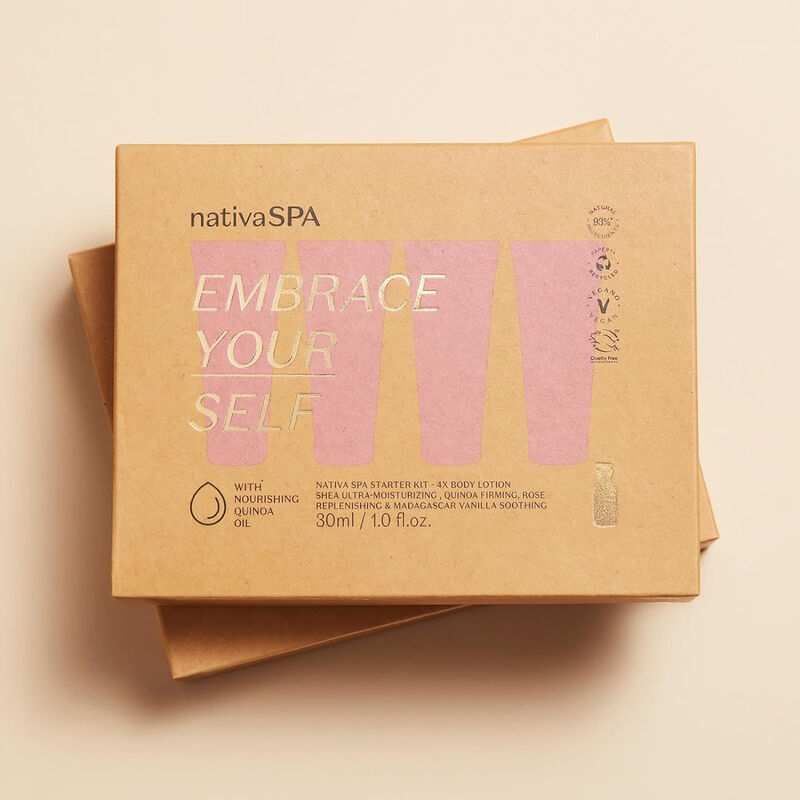 nativaSPA
EMBRACE
YOUR
SELF
WITH*
NOURISHING
QUINOA
OIL
NATIVA SPA STARTER KIT - 4X BODY LOTION
SHEA ULTRA-MOISTURIZING , QUINOA FIRMING, ROSE
REPLENISHING & MADAGASCAR VANILLA SOOTHING
30ml / 1.0 fl.oz.
NATURAL
93%*
INGREDIENTS
PAPER**
RECYCLED
VEGANO
V
VEGAN
Cruelty Free
INTERNATIONAL